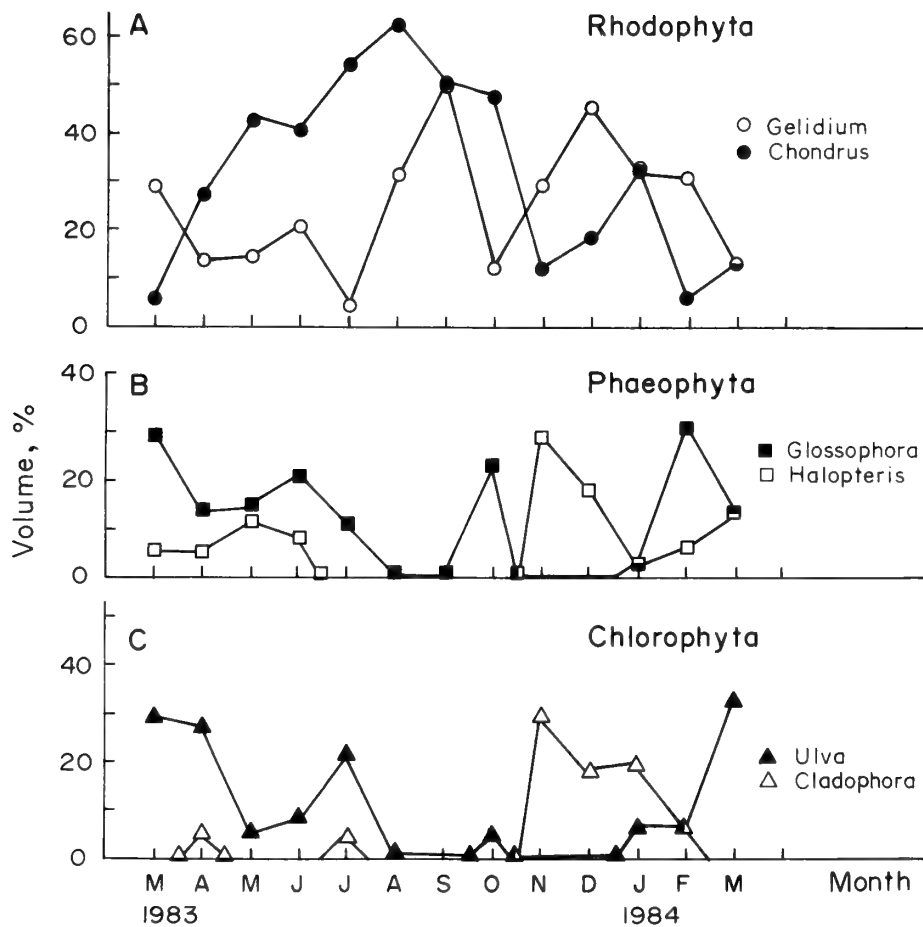 A Rhodophyta
60
40
20
0
Gelidium
Chondrus
B Phaeophyta
40
20
0
Glossophora
Halopteris
Volume, %
C Chlorophyta
40
20
0
Ulva
Cladophora
M A M J J A S O N D J F M Month
1983 1984